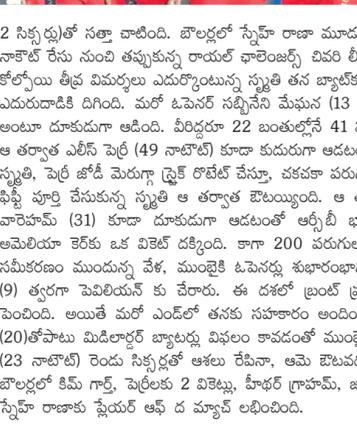 2 సిక్సర్లు)తో సత్తా చాటింది. బౌలర్లలో స్నేహ్ రాణా మూడు
నాకౌట్ రేసు నుంచి తప్పుకున్న రాయల్ ఛాలెంజర్స్ చివరి లీ
కోల్పోయి తీవ్ర విమర్శలు ఎదుర్కొంటున్న స్మృతి తన బ్యాట్‌క
ఎదురుదాడికి దిగింది. మరో ఓపెనర్ సబ్బినేని మేఘన (13
అంటూ దూకుడుగా ఆడింది. వీరిద్దరూ 22 బంతుల్లోనే 41
ఆ తర్వాత ఎలీస్ పెర్రీ (49 నాటౌట్) కూడా కుదురుగా ఆడటం
స్మృతి, పెర్రీ జోడీ మెరుగ్గా స్ట్రైక్ రొటేట్ చేస్తూ, చకచకా పరు
ఫిఫ్టీ పూర్తి చేసుకున్న స్మృతి ఆ తర్వాత ఔటయ్యింది. ఆ
వారెహమ్ (31) కూడా దూకుడుగా ఆడటంతో ఆర్సీబీ భ
అమెలియా కెర్‌కు ఒక వికెట్ దక్కింది. కాగా 200 పరుగుల
సమీకరణం ముందున్న వేళ, ముంబైకి ఓపెనర్లు శుభారంభా
(9) త్వరగా పెవిలియన్ కు చేరారు. ఈ దశలో బ్రంట్
పెంచింది. అయితే మరో ఎండ్‌లో తనకు సహకారం అందిం
(20)తోపాటు మిడిలార్డర్ బ్యాటర్లు విఫలం కావడంతో ముంబై
(23 నాటౌట్) రెండు సిక్సర్లతో ఆశలు రేపినా, ఆమె ఔటవ
బౌలర్లలో కిమ్ గార్త్, పెర్రీలకు 2 వికెట్లు, హీథర్ గ్రాహమ్, జ
స్నేహ్ రాణాకు ప్లేయర్ ఆఫ్ ద మ్యాచ్ లభించింది.